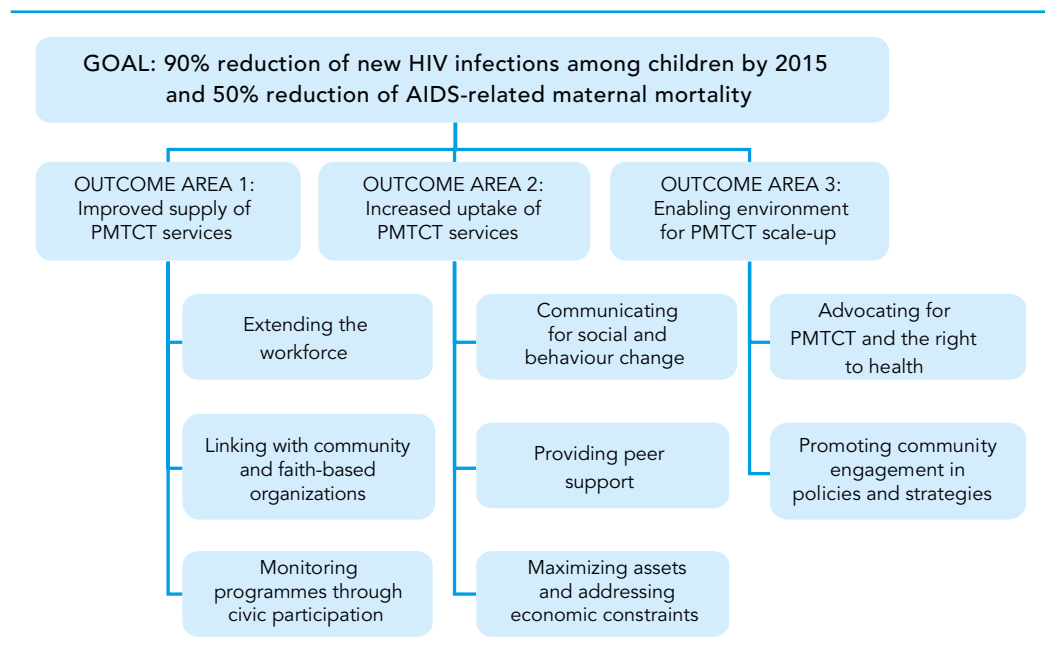 GOAL: 90% reduction of new HIV infections among children by 2015
and 50% reduction of AIDS-related maternal mortality
OUTCOME AREA 1:
Improved supply of
PMTCT services
OUTCOME AREA 2:
Increased uptake of
PMTCT services
OUTCOME AREA 3:
Enabling environment
for PMTCT scale-up
Extending the
workforce
Linking with community
and faith-based
organizations
Monitoring
programmes through
civic participation
Communicating
for social and
behaviour change
Providing peer
support
Maximizing assets
and addressing
economic constraints
Advocating for
PMTCT and the right
to health
Promoting community
engagement in
policies and strategies